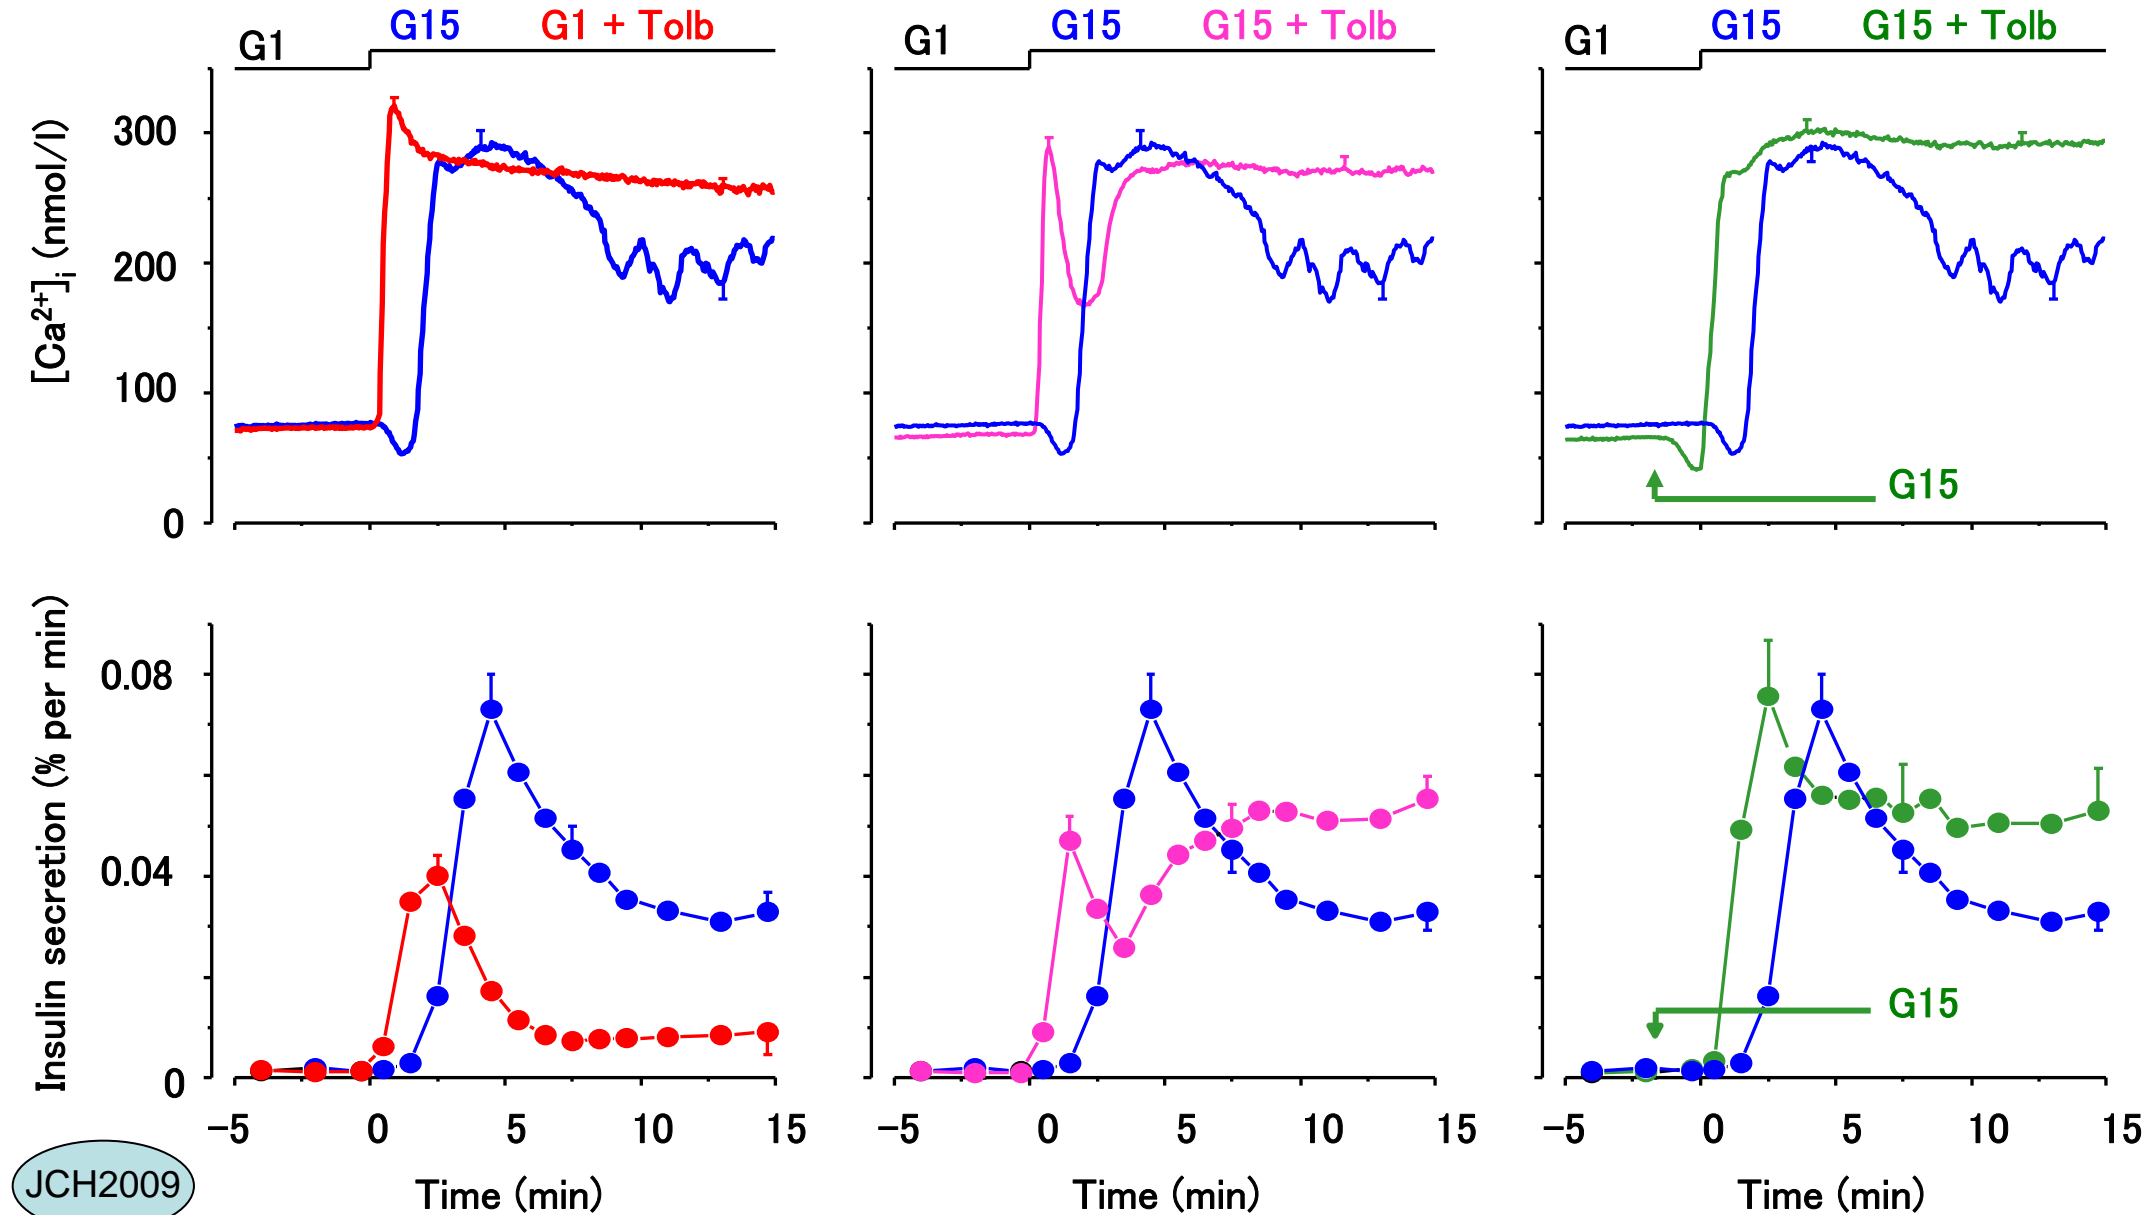 G1 G15 G1 + Tolb
G1 G15 G15 + Tolb
G1 G15 G15 + Tolb
[Ca²⁺]ᵢ (nmol/l)
300
200
100
0
G15
Insulin secretion (% per min)
0.08
0.04
0
G15
−5 0 5 10 15
−5 0 5 10 15
−5 0 5 10 15
Time (min)
Time (min)
Time (min)
JCH2009